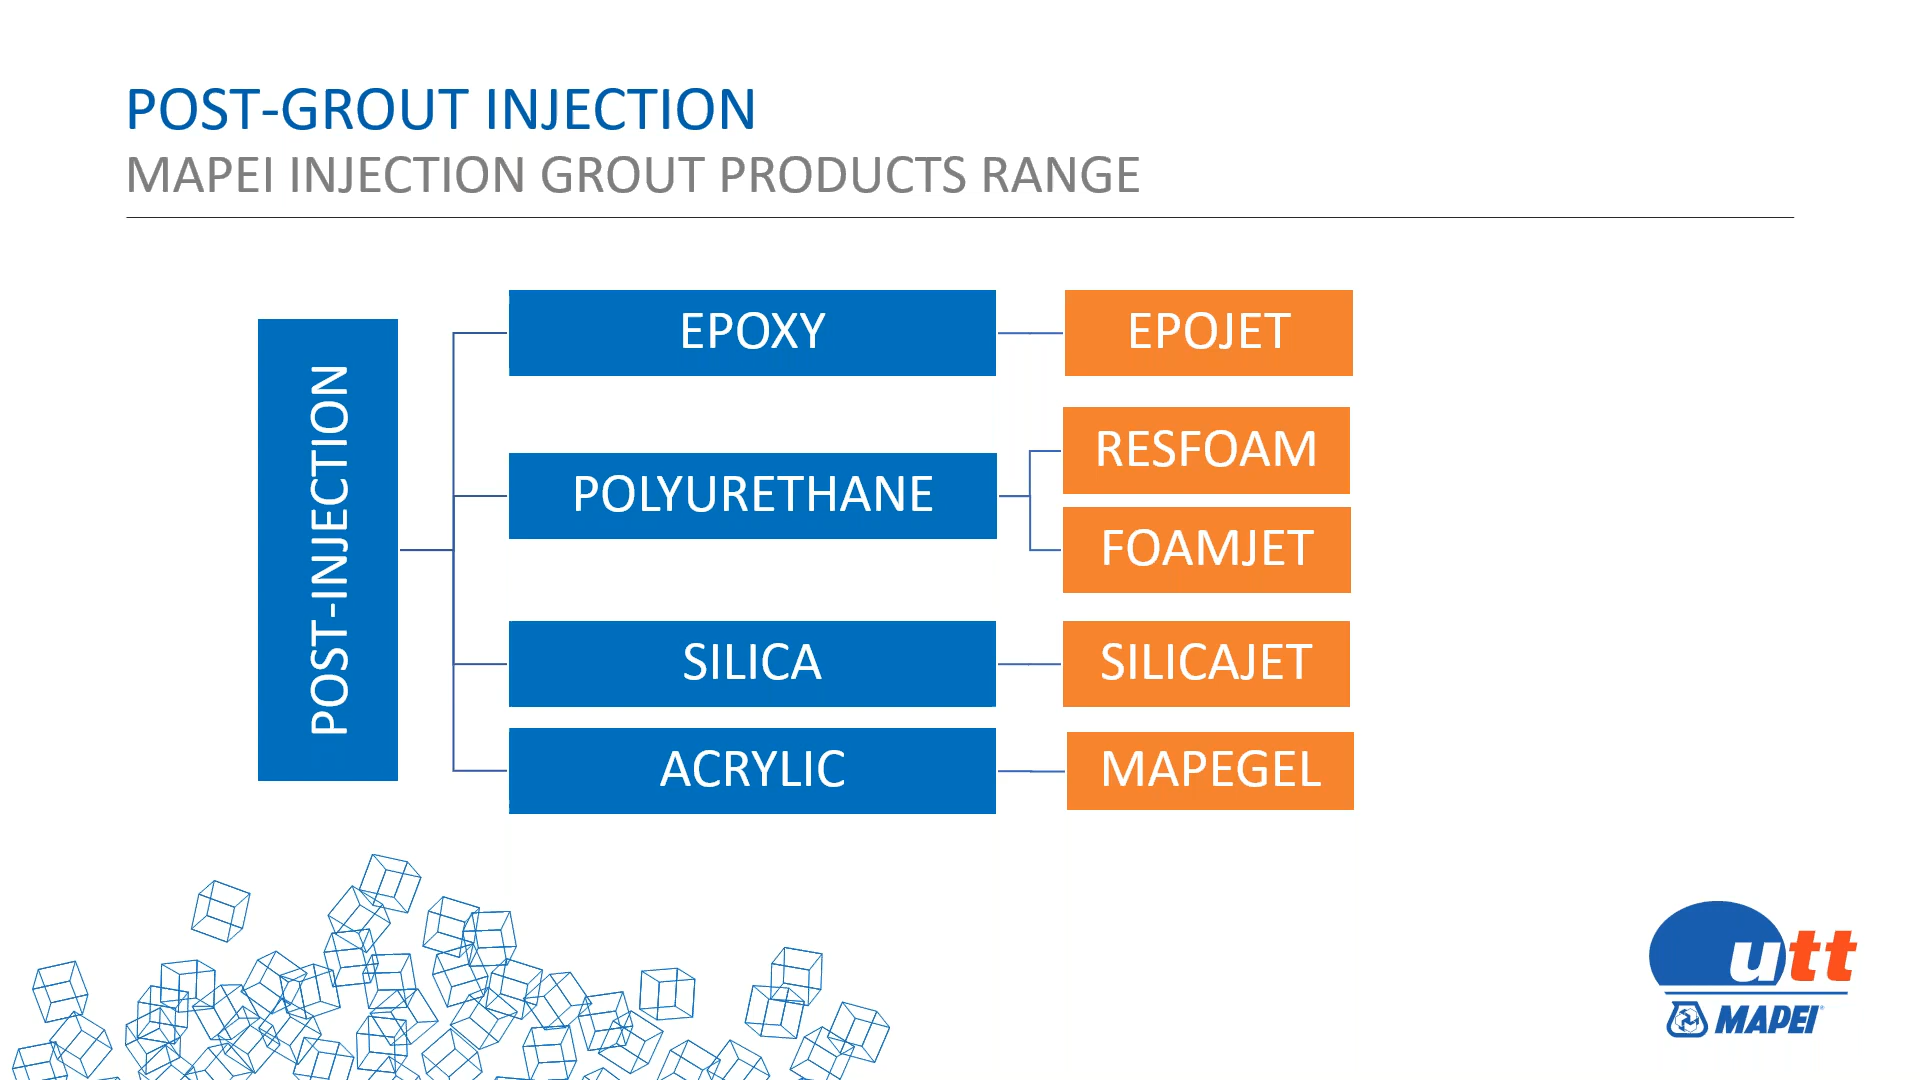 POST-GROUT INJECTION
MAPEI INJECTION GROUT PRODUCTS RANGE
POST-INJECTION
EPOXY
EPOJET
POLYURETHANE
RESFOAM
FOAMJET
SILICA
SILICAJET
ACRYLIC
MAPEGEL
utt
MAPEI®